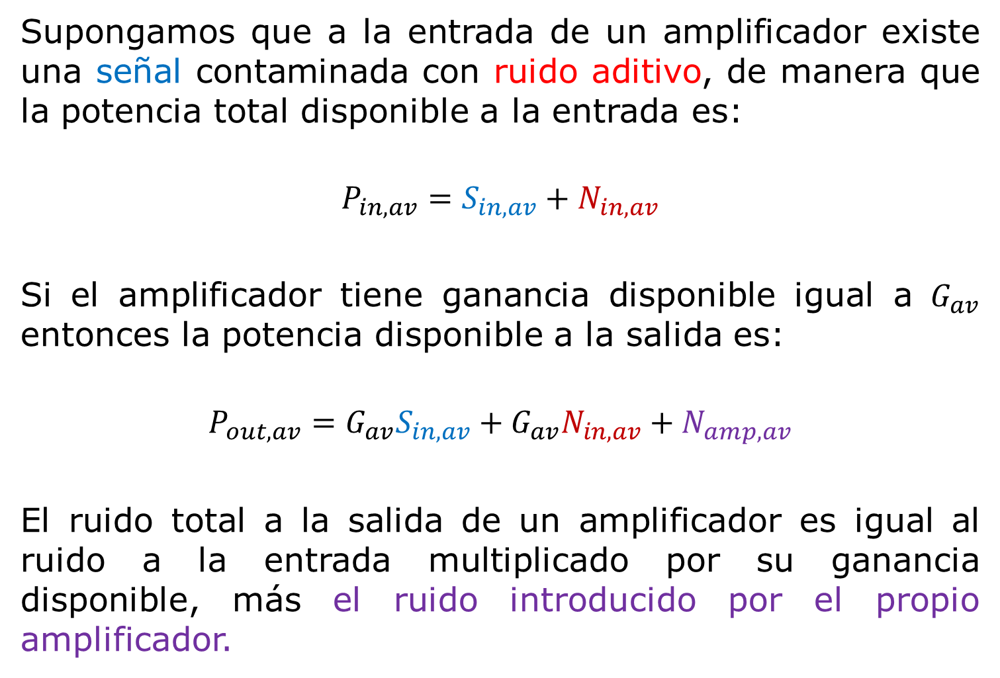 Supongamos que a la entrada de un amplificador existe
una señal contaminada con ruido aditivo, de manera que
la potencia total disponible a la entrada es:
P_{in,av} = S_{in,av} + N_{in,av}
Si el amplificador tiene ganancia disponible igual a G_{av}
entonces la potencia disponible a la salida es:
P_{out,av} = G_{av}S_{in,av} + G_{av}N_{in,av} + N_{amp,av}
El ruido total a la salida de un amplificador es igual al
ruido a la entrada multiplicado por su ganancia
disponible, más el ruido introducido por el propio
amplificador.